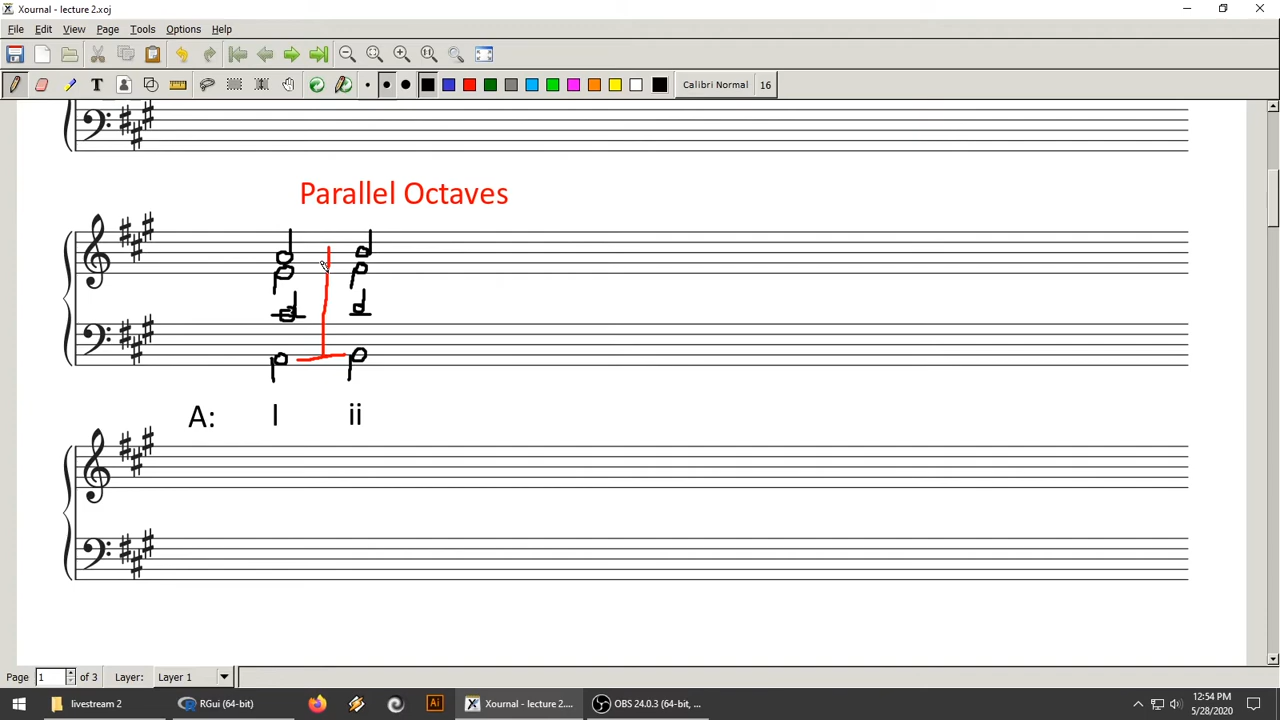 Xournal - lecture 2.xoj
File Edit View Page Tools Options Help
T Calibri Normal 16
Parallel Octaves
A: I ii
Page 1 of 3 Layer: Layer 1
livestream 2 RGui (64-bit) Ai Xournal - lecture 2.... OBS 24.0.3 (64-bit, ... 12:54 PM
5/28/2020